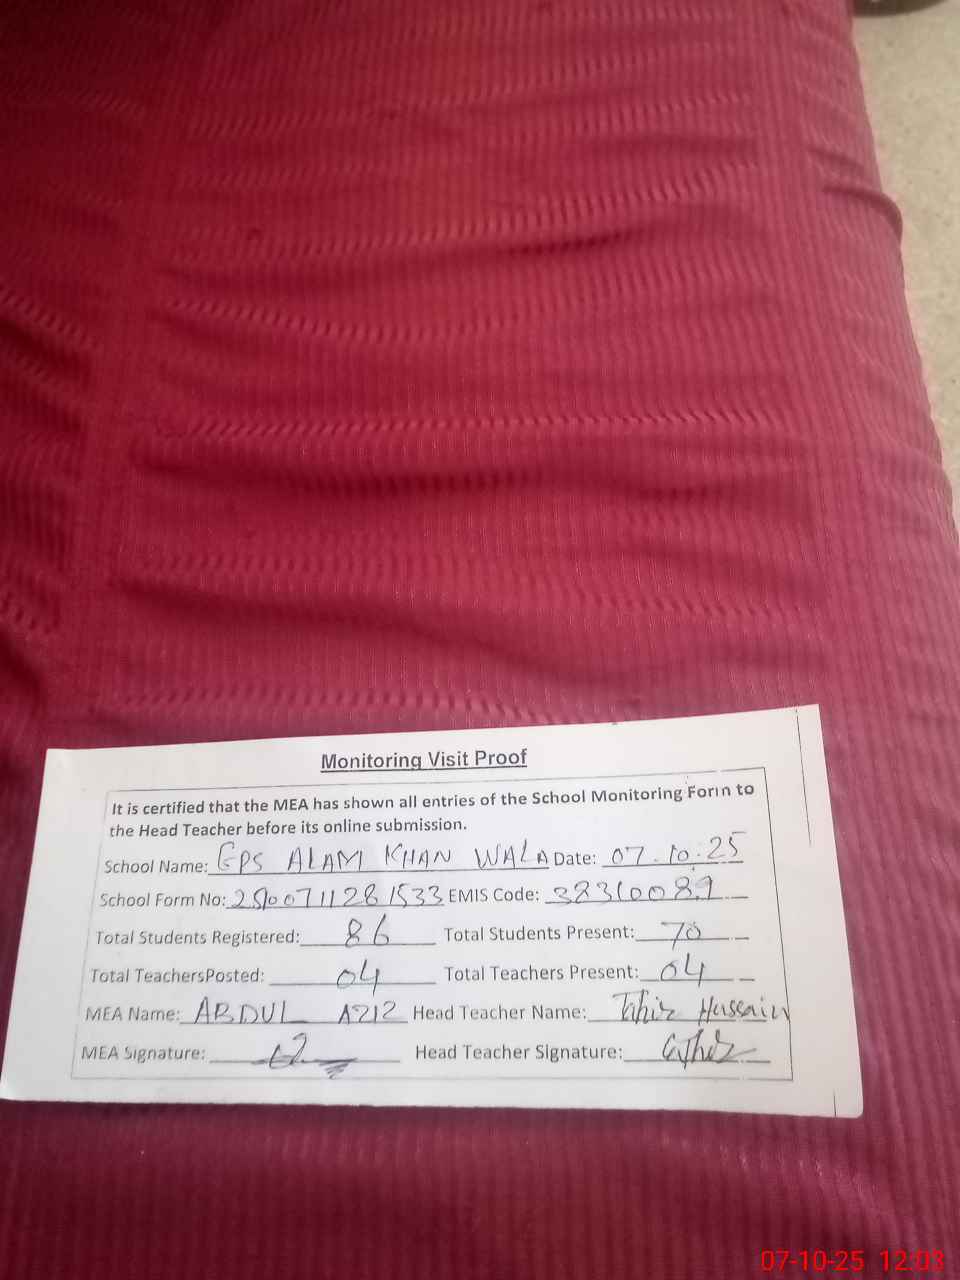 Monitoring Visit Proof
It is certified that the MEA has shown all entries of the School Monitoring Form to
the Head Teacher before its online submission.
School Name: GPS ALAM KHAN WALA Date: 07.10.25
School Form No: EMIS Code: 38310089
Total Students Registered: 86 Total Students Present: 70
Total TeachersPosted: 04 Total Teachers Present: 04
MEA Name: ABDUL AZIZ Head Teacher Name: Tahir Hussain
MEA Signature: Head Teacher Signature:
07-10-25 12:03